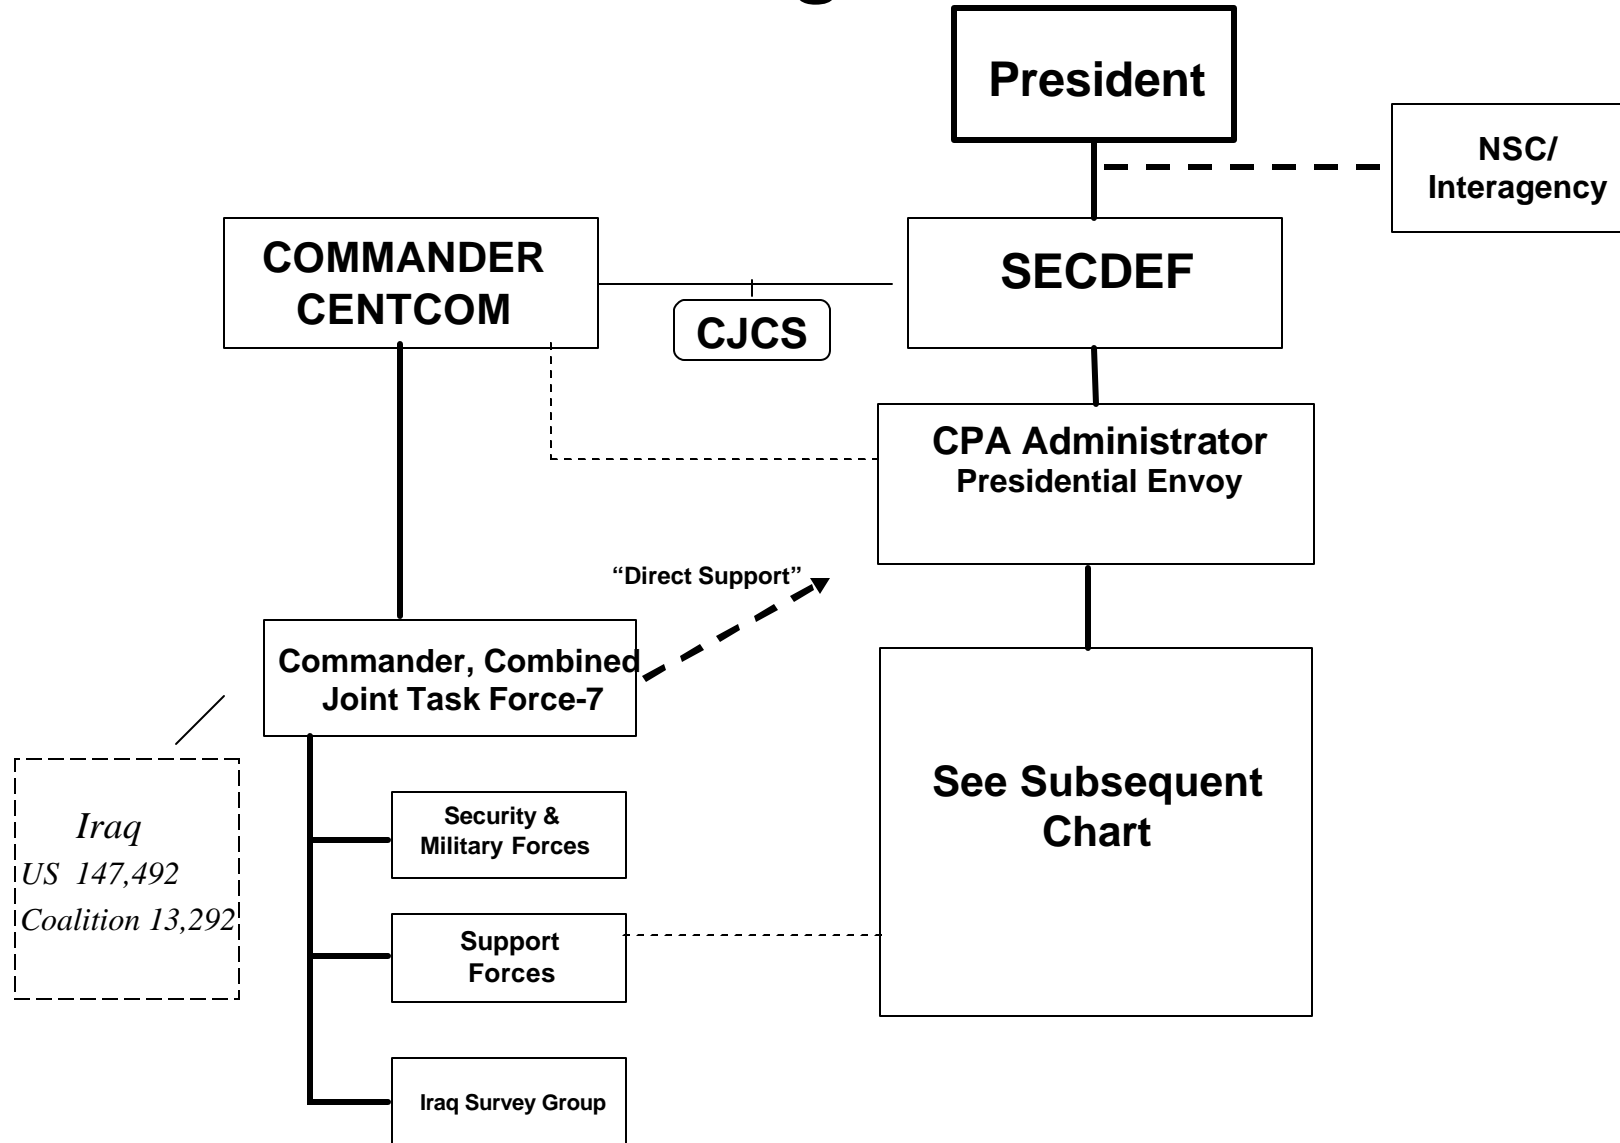 President
NSC/
Interagency
COMMANDER
CENTCOM
SECDEF
CJCS
CPA Administrator
Presidential Envoy
“Direct Support”
Commander, Combined
Joint Task Force-7
See Subsequent
Chart
Iraq
US 147,492
Coalition 13,292
Security &
Military Forces
Support
Forces
Iraq Survey Group